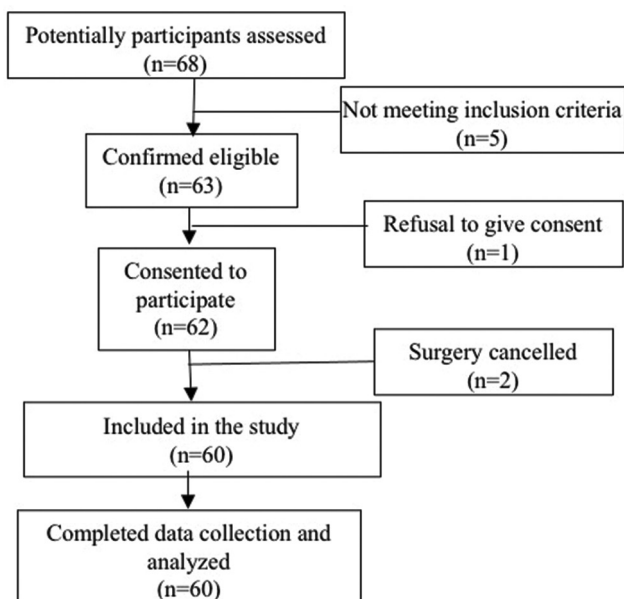 Potentially participants assessed
(n=68)
Not meeting inclusion criteria
(n=5)
Confirmed eligible
(n=63)
Refusal to give consent
(n=1)
Consented to
participate
(n=62)
Surgery cancelled
(n=2)
Included in the study
(n=60)
Completed data collection and
analyzed
(n=60)